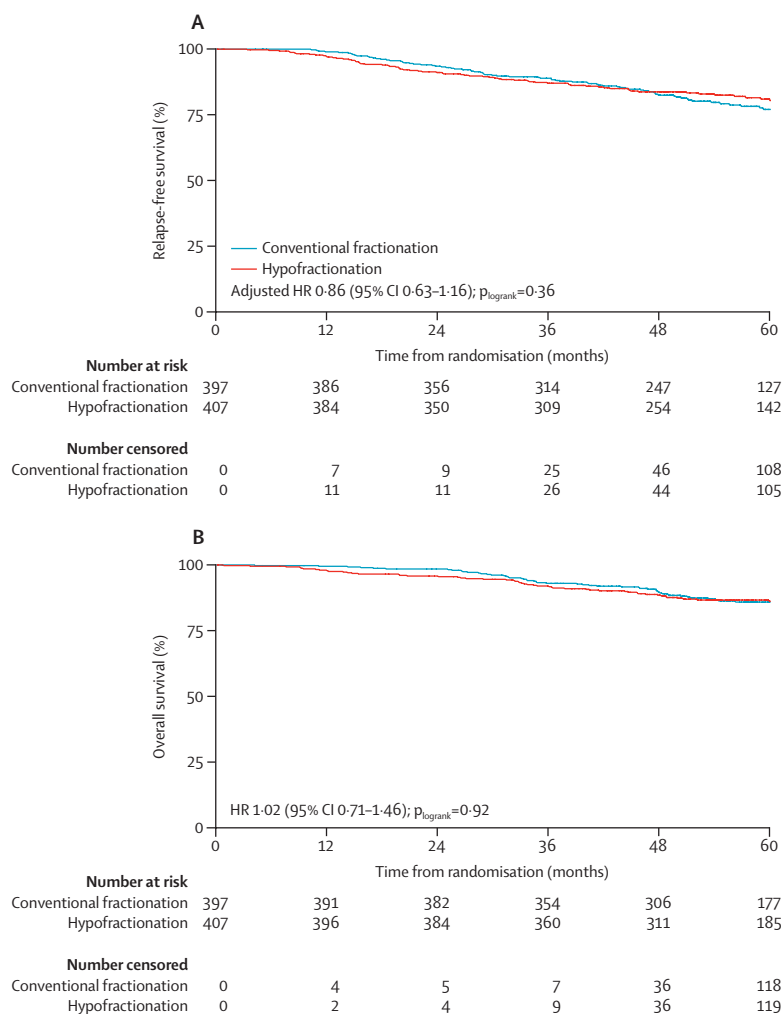 A
100
75
50
25
0
Relapse-free survival (%)
Conventional fractionation
Hypofractionation
Adjusted HR 0·86 (95% CI 0·63–1·16); plogrank=0·36
0 12 24 36 48 60
Time from randomisation (months)
Number at risk
Conventional fractionation 397 386 356 314 247 127
Hypofractionation 407 384 350 309 254 142
Number censored
Conventional fractionation 0 7 9 25 46 108
Hypofractionation 0 11 11 26 44 105
B
100
75
50
25
0
Overall survival (%)
HR 1·02 (95% CI 0·71–1·46); plogrank=0·92
0 12 24 36 48 60
Time from randomisation (months)
Number at risk
Conventional fractionation 397 391 382 354 306 177
Hypofractionation 407 396 384 360 311 185
Number censored
Conventional fractionation 0 4 5 7 36 118
Hypofractionation 0 2 4 9 36 119